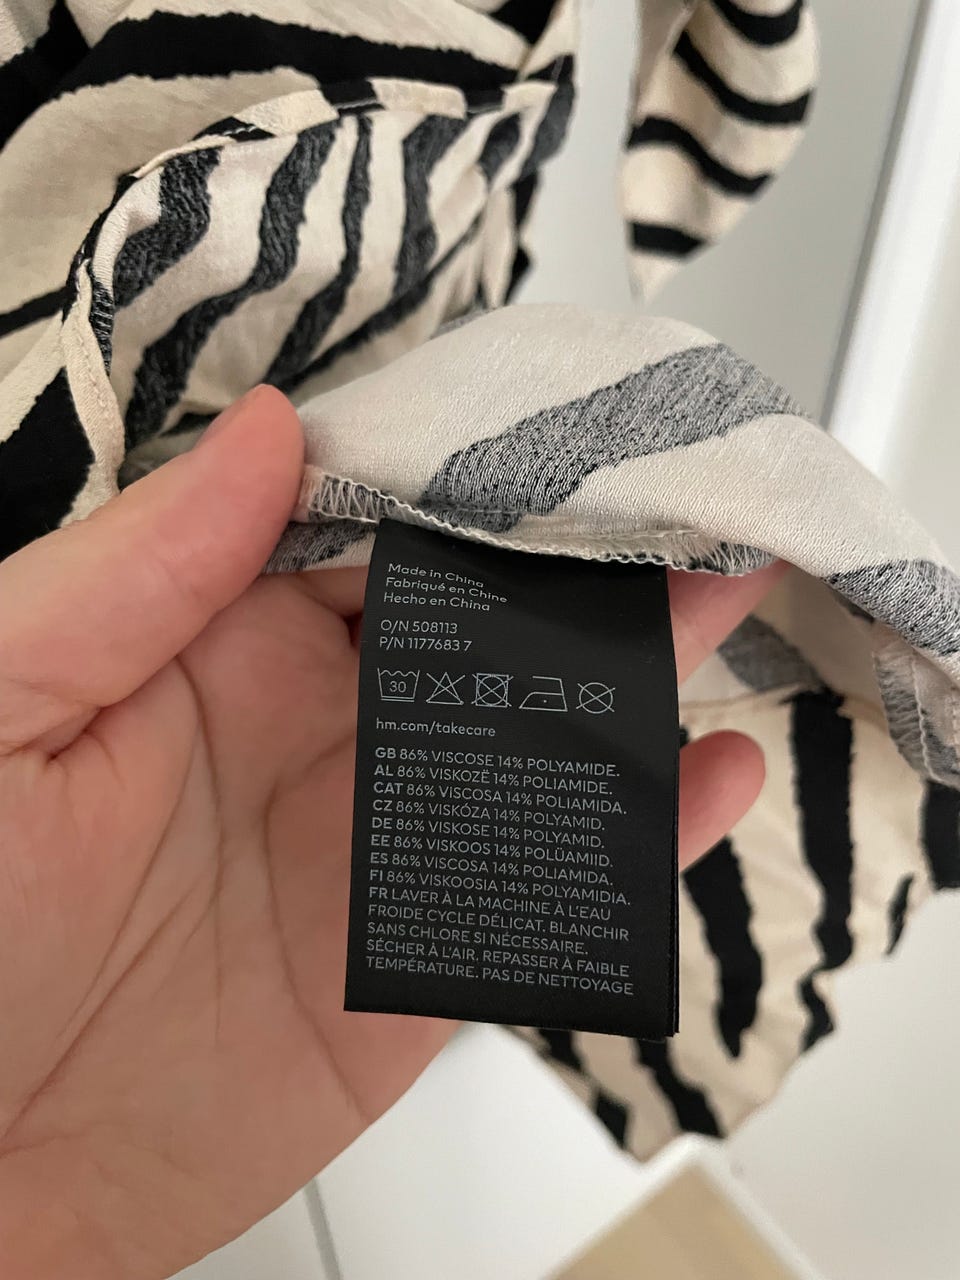 Made in China
Fabriqué en Chine
Hecho en China
O/N 508113
P/N 1177683 7
30
hm.com/takecare
GB 86% VISCOSE 14% POLYAMIDE.
AL 86% VISKOZË 14% POLIAMIDE.
CAT 86% VISCOSA 14% POLIAMIDA.
CZ 86% VISKÓZA 14% POLYAMID.
DE 86% VISKOSE 14% POLYAMID.
EE 86% VISKOOS 14% POLÜAMIID.
ES 86% VISCOSA 14% POLIAMIDA.
FI 86% VISKOOSIA 14% POLYAMIDIA.
FR LAVER À LA MACHINE À L'EAU
FROIDE CYCLE DÉLICAT. BLANCHIR
SANS CHLORE SI NÉCESSAIRE.
SÉCHER À L'AIR. REPASSER À FAIBLE
TEMPÉRATURE. PAS DE NETTOYAGE